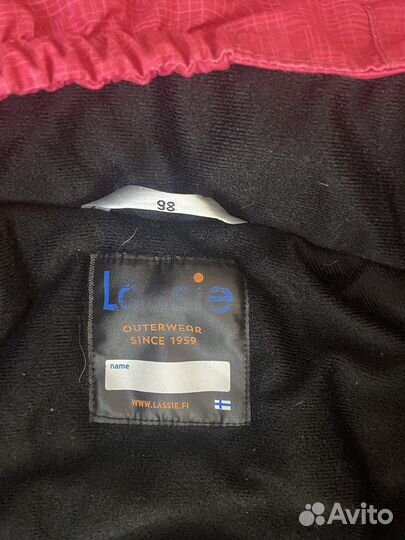 98
Lassie
OUTERWEAR
SINCE 1959
name
WWW.LASSIE.FI
Avito